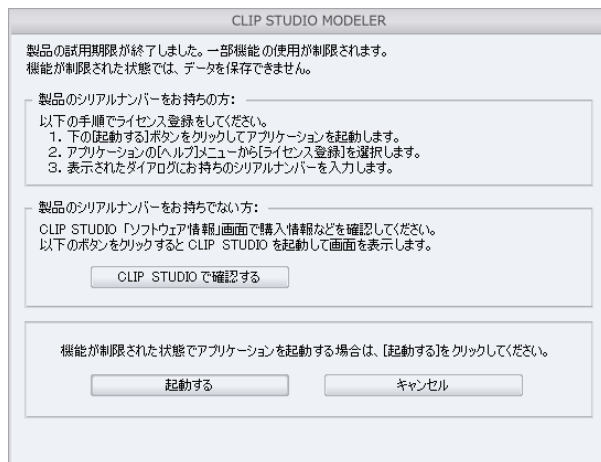 CLIP STUDIO MODELER
製品の試用期限が終了しました。一部機能の使用が制限されます。
機能が制限された状態では、データを保存できません。
製品のシリアルナンバーをお持ちの方:
以下の手順でライセンス登録をしてください。
1. 下の[起動する]ボタンをクリックしてアプリケーションを起動します。
2. アプリケーションの[ヘルプ]メニューから[ライセンス登録]を選択します。
3. 表示されたダイアログにお持ちのシリアルナンバーを入力します。
製品のシリアルナンバーをお持ちでない方:
CLIP STUDIO「ソフトウェア情報」画面で購入情報などを確認してください。
以下のボタンをクリックすると CLIP STUDIO を起動して画面を表示します。
CLIP STUDIO で確認する
機能が制限された状態でアプリケーションを起動する場合は、[起動する]をクリックしてください。
起動する
キャンセル